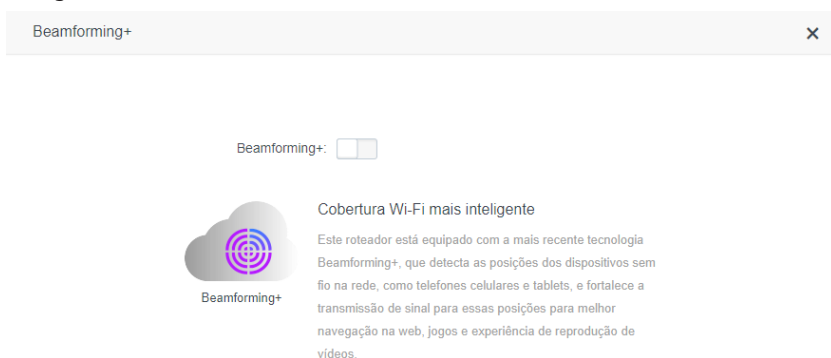 Beamforming+
Beamforming+:
Cobertura Wi-Fi mais inteligente
Este roteador está equipado com a mais recente tecnologia
Beamforming+, que detecta as posições dos dispositivos sem
fio na rede, como telefones celulares e tablets, e fortalece a
transmissão de sinal para essas posições para melhor
navegação na web, jogos e experiência de reprodução de
vídeos.
Beamforming+